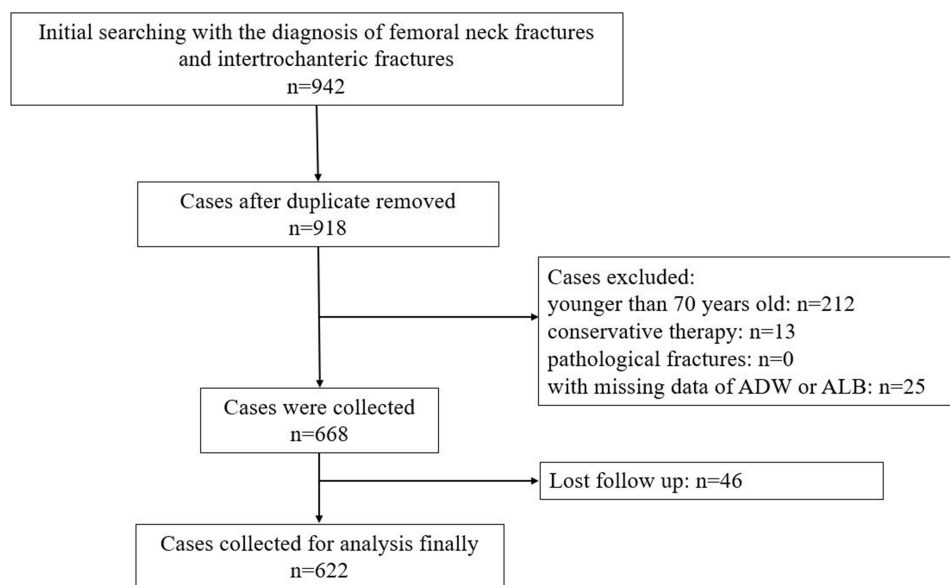 Initial searching with the diagnosis of femoral neck fractures
and intertrochanteric fractures
n=942
Cases after duplicate removed
n=918
Cases excluded:
younger than 70 years old: n=212
conservative therapy: n=13
pathological fractures: n=0
with missing data of ADW or ALB: n=25
Cases were collected
n=668
Lost follow up: n=46
Cases collected for analysis finally
n=622